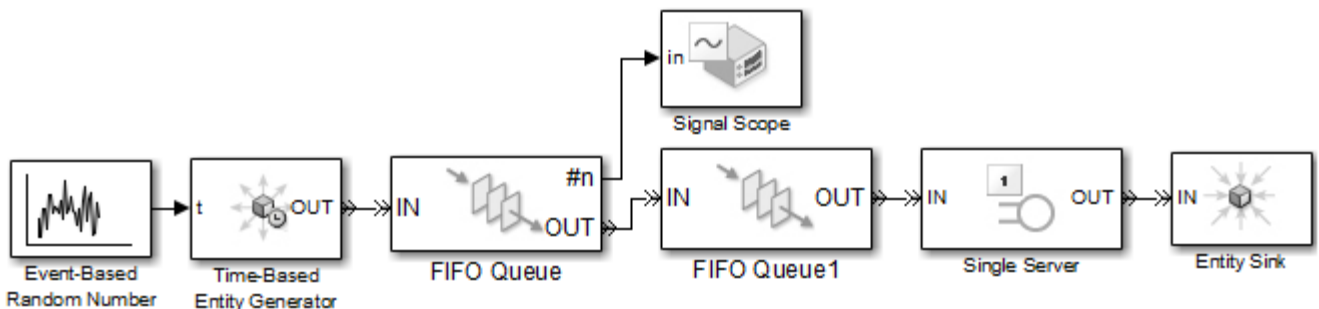 in
Signal Scope
t
OUT
IN
#n
OUT
IN
OUT
IN
1
OUT
IN
Event-Based
Random Number
Time-Based
Entity Generator
FIFO Queue
FIFO Queue1
Single Server
Entity Sink